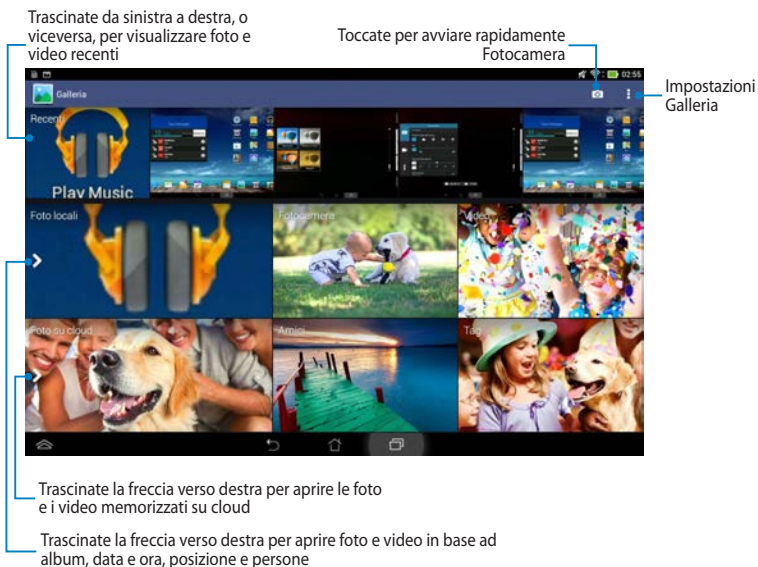 Trascinate da sinistra a destra, o
viceversa, per visualizzare foto e
video recenti
Toccate per avviare rapidamente
Fotocamera
Impostazioni
Galleria
02:55
Galleria
Recenti
Play Music
Foto locali
Fotocamera
Video
Foto su cloud
Amici
Tag
Trascinate la freccia verso destra per aprire le foto
e i video memorizzati su cloud
Trascinate la freccia verso destra per aprire foto e video in base ad
album, data e ora, posizione e persone